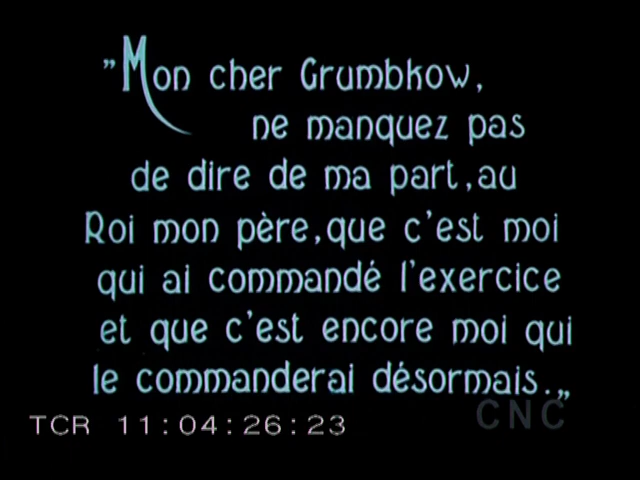 "Mon cher Grumbkow,
ne manquez pas
de dire de ma part, au
Roi mon père, que c'est moi
qui ai commandé l'exercice
et que c'est encore moi qui
le commanderai désormais.„
TCR 11:04:26:23
CNC